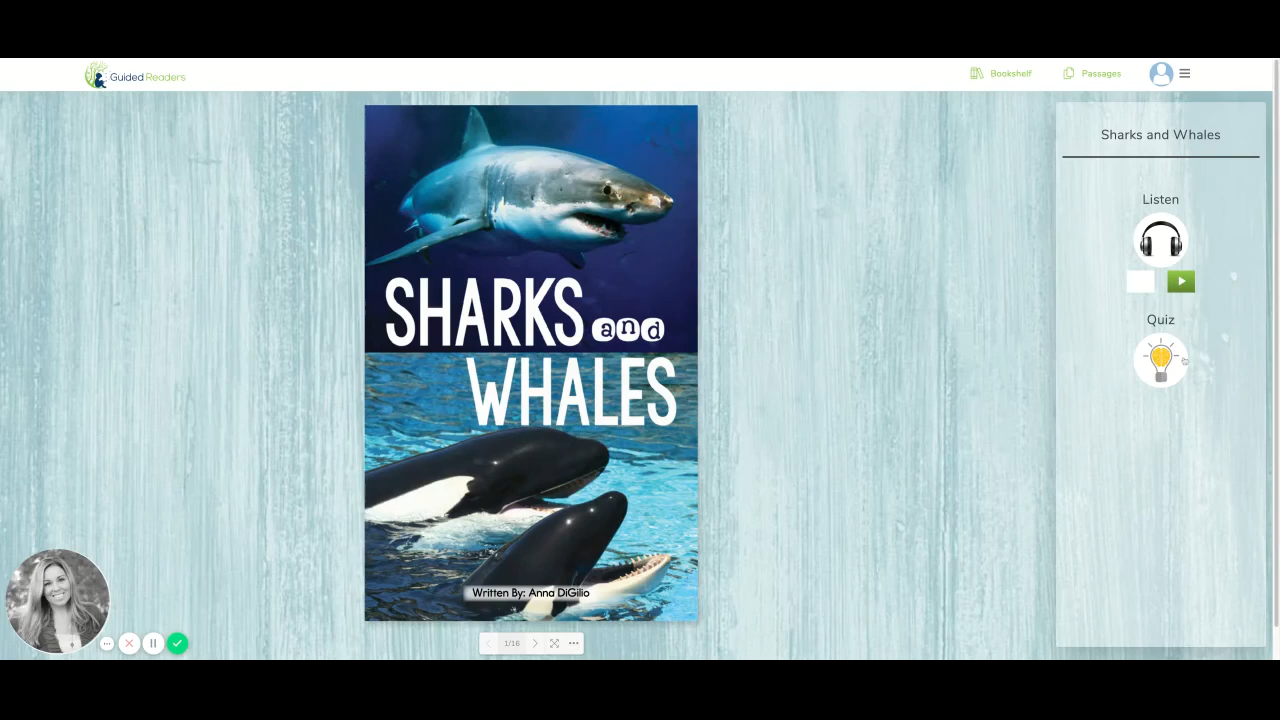 Guided Readers
Bookshelf
Passages
SHARKS and
WHALES
Written By: Anna DiGilio
Sharks and Whales
Listen
Quiz
1/16